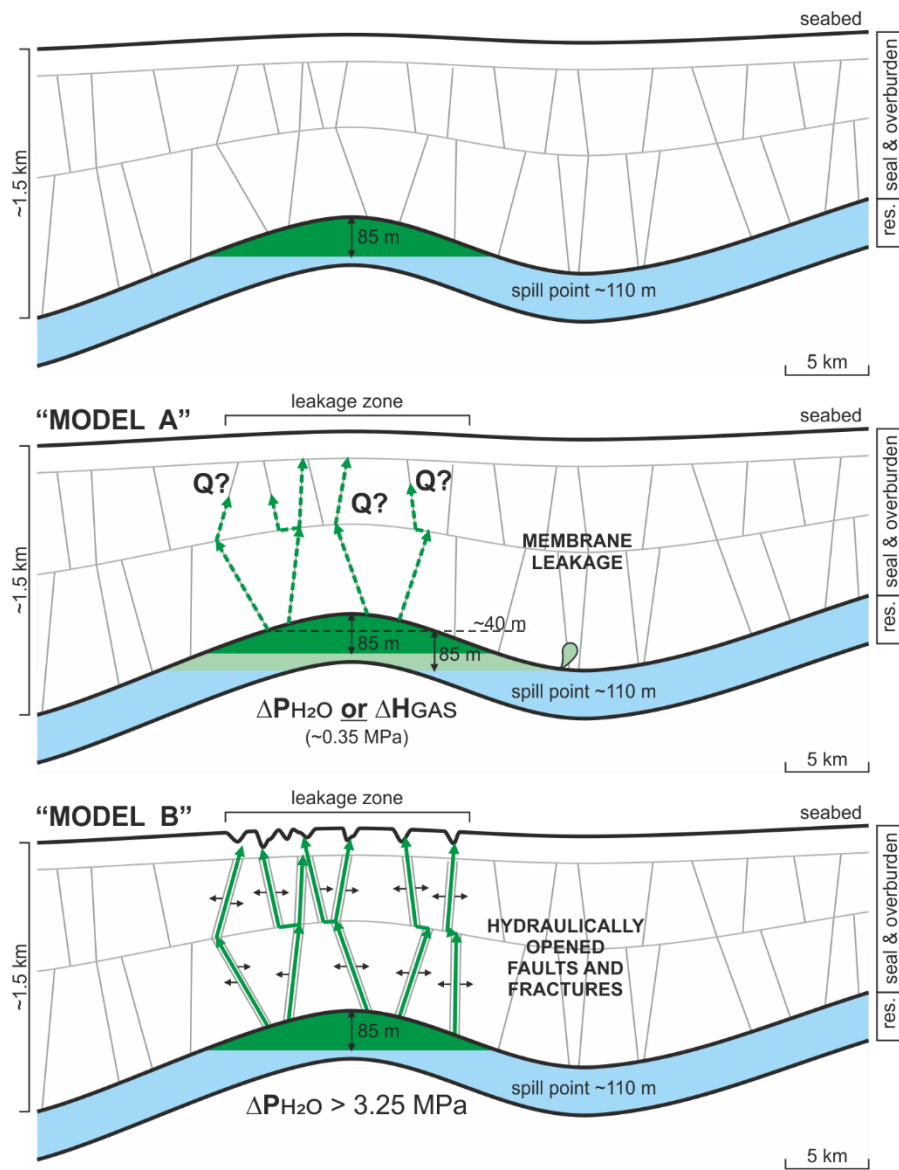 seabed
~1.5 km
seal & overburden
res.
85 m
spill point ~110 m
5 km
"MODEL A"
leakage zone
seabed
~1.5 km
seal & overburden
res.
Q?
Q?
Q?
MEMBRANE
LEAKAGE
~40 m
85 m
85 m
spill point ~110 m
ΔPH₂O or ΔHGAS
(~0.35 MPa)
5 km
"MODEL B"
leakage zone
seabed
~1.5 km
seal & overburden
res.
HYDRAULICALLY
OPENED
FAULTS AND
FRACTURES
85 m
spill point ~110 m
ΔPH₂O > 3.25 MPa
5 km